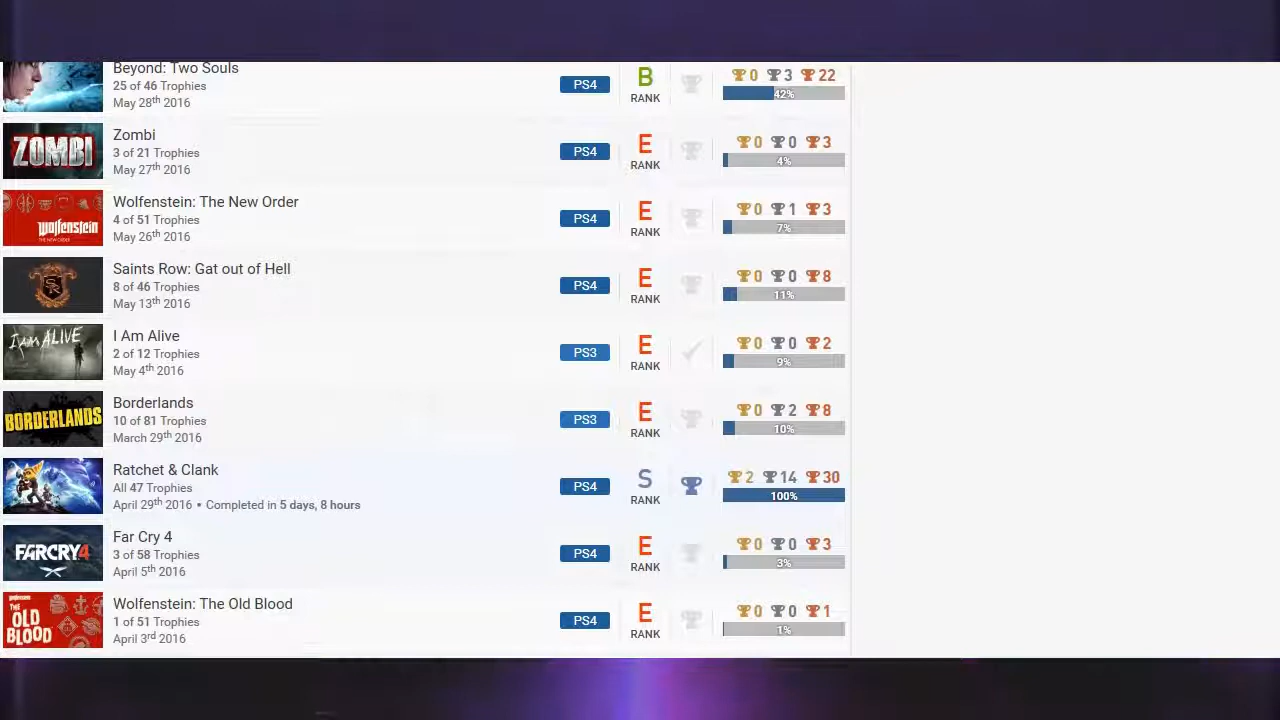 Beyond: Two Souls
25 of 46 Trophies
May 28th 2016
PS4
B
RANK
0 3 22
42%
ZOMBI
Zombi
3 of 21 Trophies
May 27th 2016
PS4
E
RANK
0 0 3
4%
Wolfenstein
THE NEW ORDER
Wolfenstein: The New Order
4 of 51 Trophies
May 26th 2016
PS4
E
RANK
0 1 3
7%
SR
Saints Row: Gat out of Hell
8 of 46 Trophies
May 13th 2016
PS4
E
RANK
0 0 8
11%
I AM ALIVE
I Am Alive
2 of 12 Trophies
May 4th 2016
PS3
E
RANK
0 0 2
9%
BORDERLANDS
Borderlands
10 of 81 Trophies
March 29th 2016
PS3
E
RANK
0 2 8
10%
Ratchet & Clank
All 47 Trophies
April 29th 2016 • Completed in 5 days, 8 hours
PS4
S
RANK
2 14 30
100%
FARCRY4
Far Cry 4
3 of 58 Trophies
April 5th 2016
PS4
E
RANK
0 0 3
3%
THE
OLD
BLOOD
Wolfenstein: The Old Blood
1 of 51 Trophies
April 3rd 2016
PS4
E
RANK
0 0 1
1%